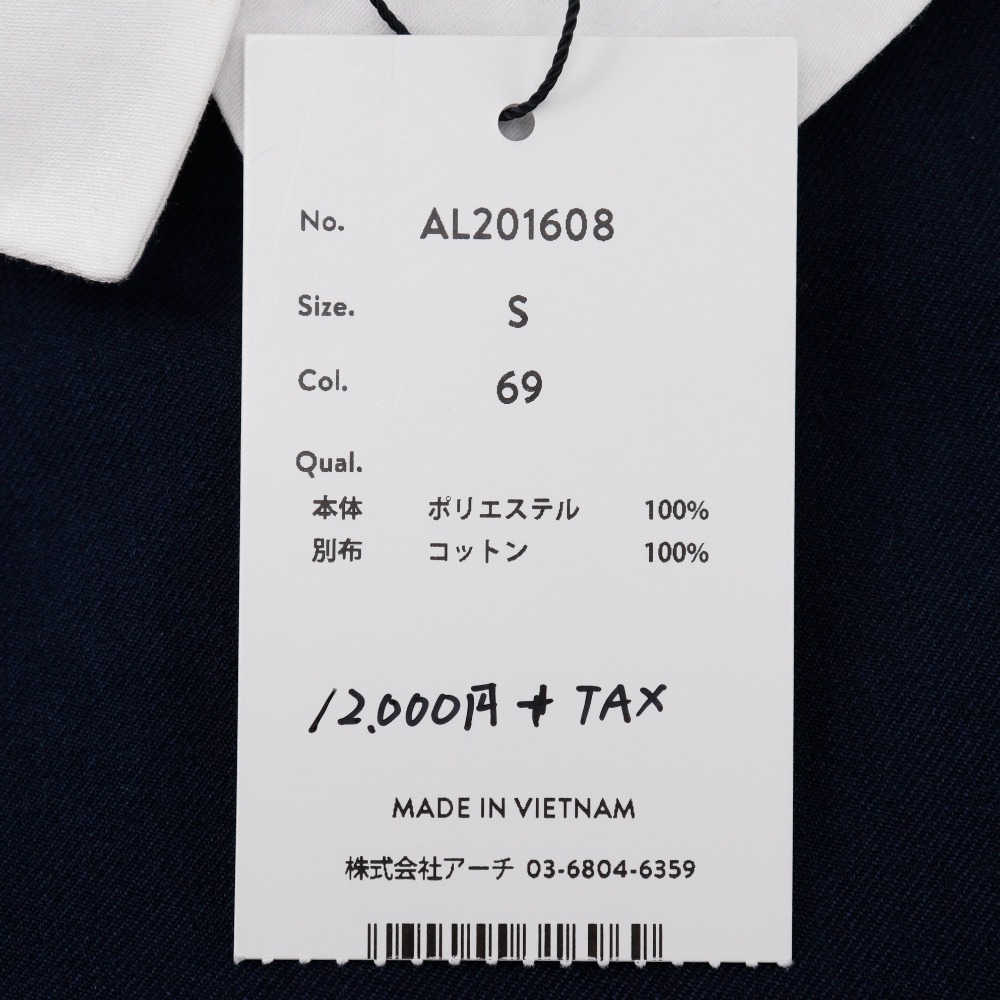 No. AL201608
Size. S
Col. 69
Qual.
本体 ポリエステル 100%
別布 コットン 100%
12.000円 + TAX
MADE IN VIETNAM
株式会社アーチ 03-6804-6359